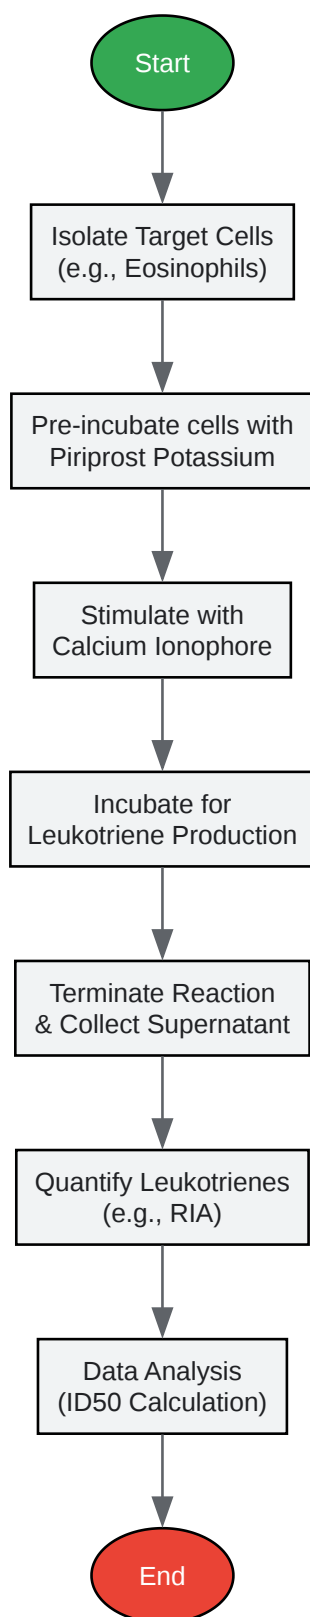 Start
Isolate Target Cells
(e.g., Eosinophils)
Pre-incubate cells with
Piriprost Potassium
Stimulate with
Calcium Ionophore
Incubate for
Leukotriene Production
Terminate Reaction
& Collect Supernatant
Quantify Leukotrienes
(e.g., RIA)
Data Analysis
(ID50 Calculation)
End